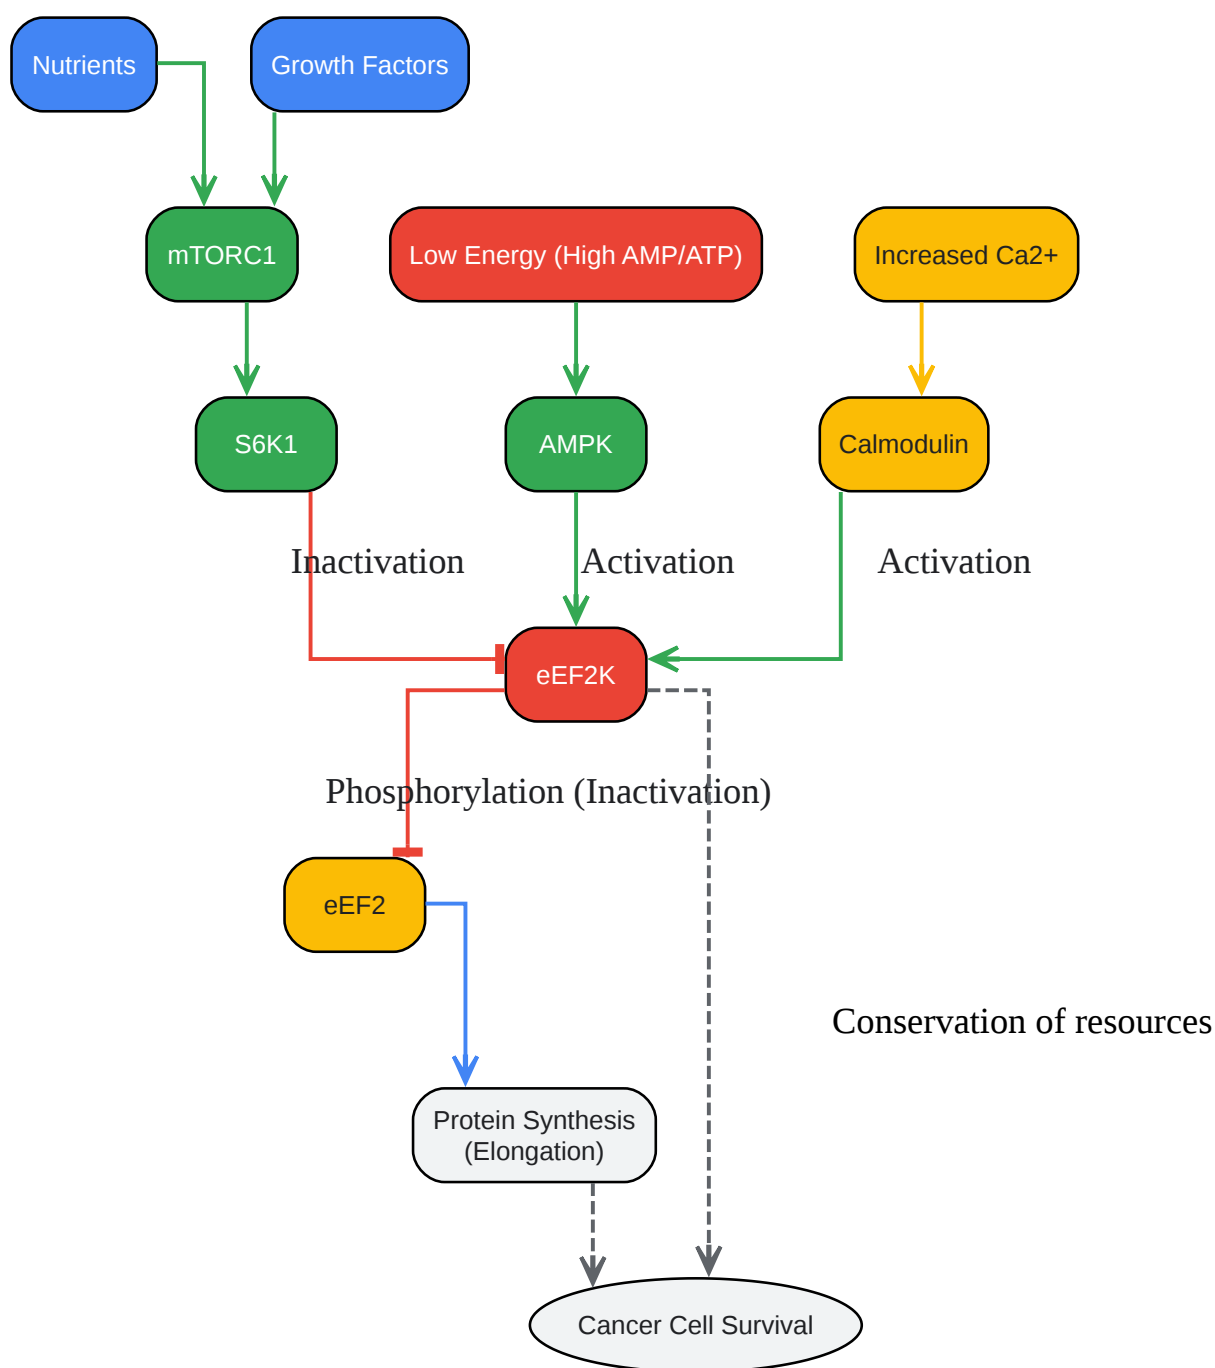 Nutrients
Growth Factors
mTORC1
Low Energy (High AMP/ATP)
Increased Ca2+
S6K1
AMPK
Calmodulin
Inactivation
Activation
Activation
eEF2K
Phosphorylation (Inactivation)
eEF2
Conservation of resources
Protein Synthesis
(Elongation)
Cancer Cell Survival